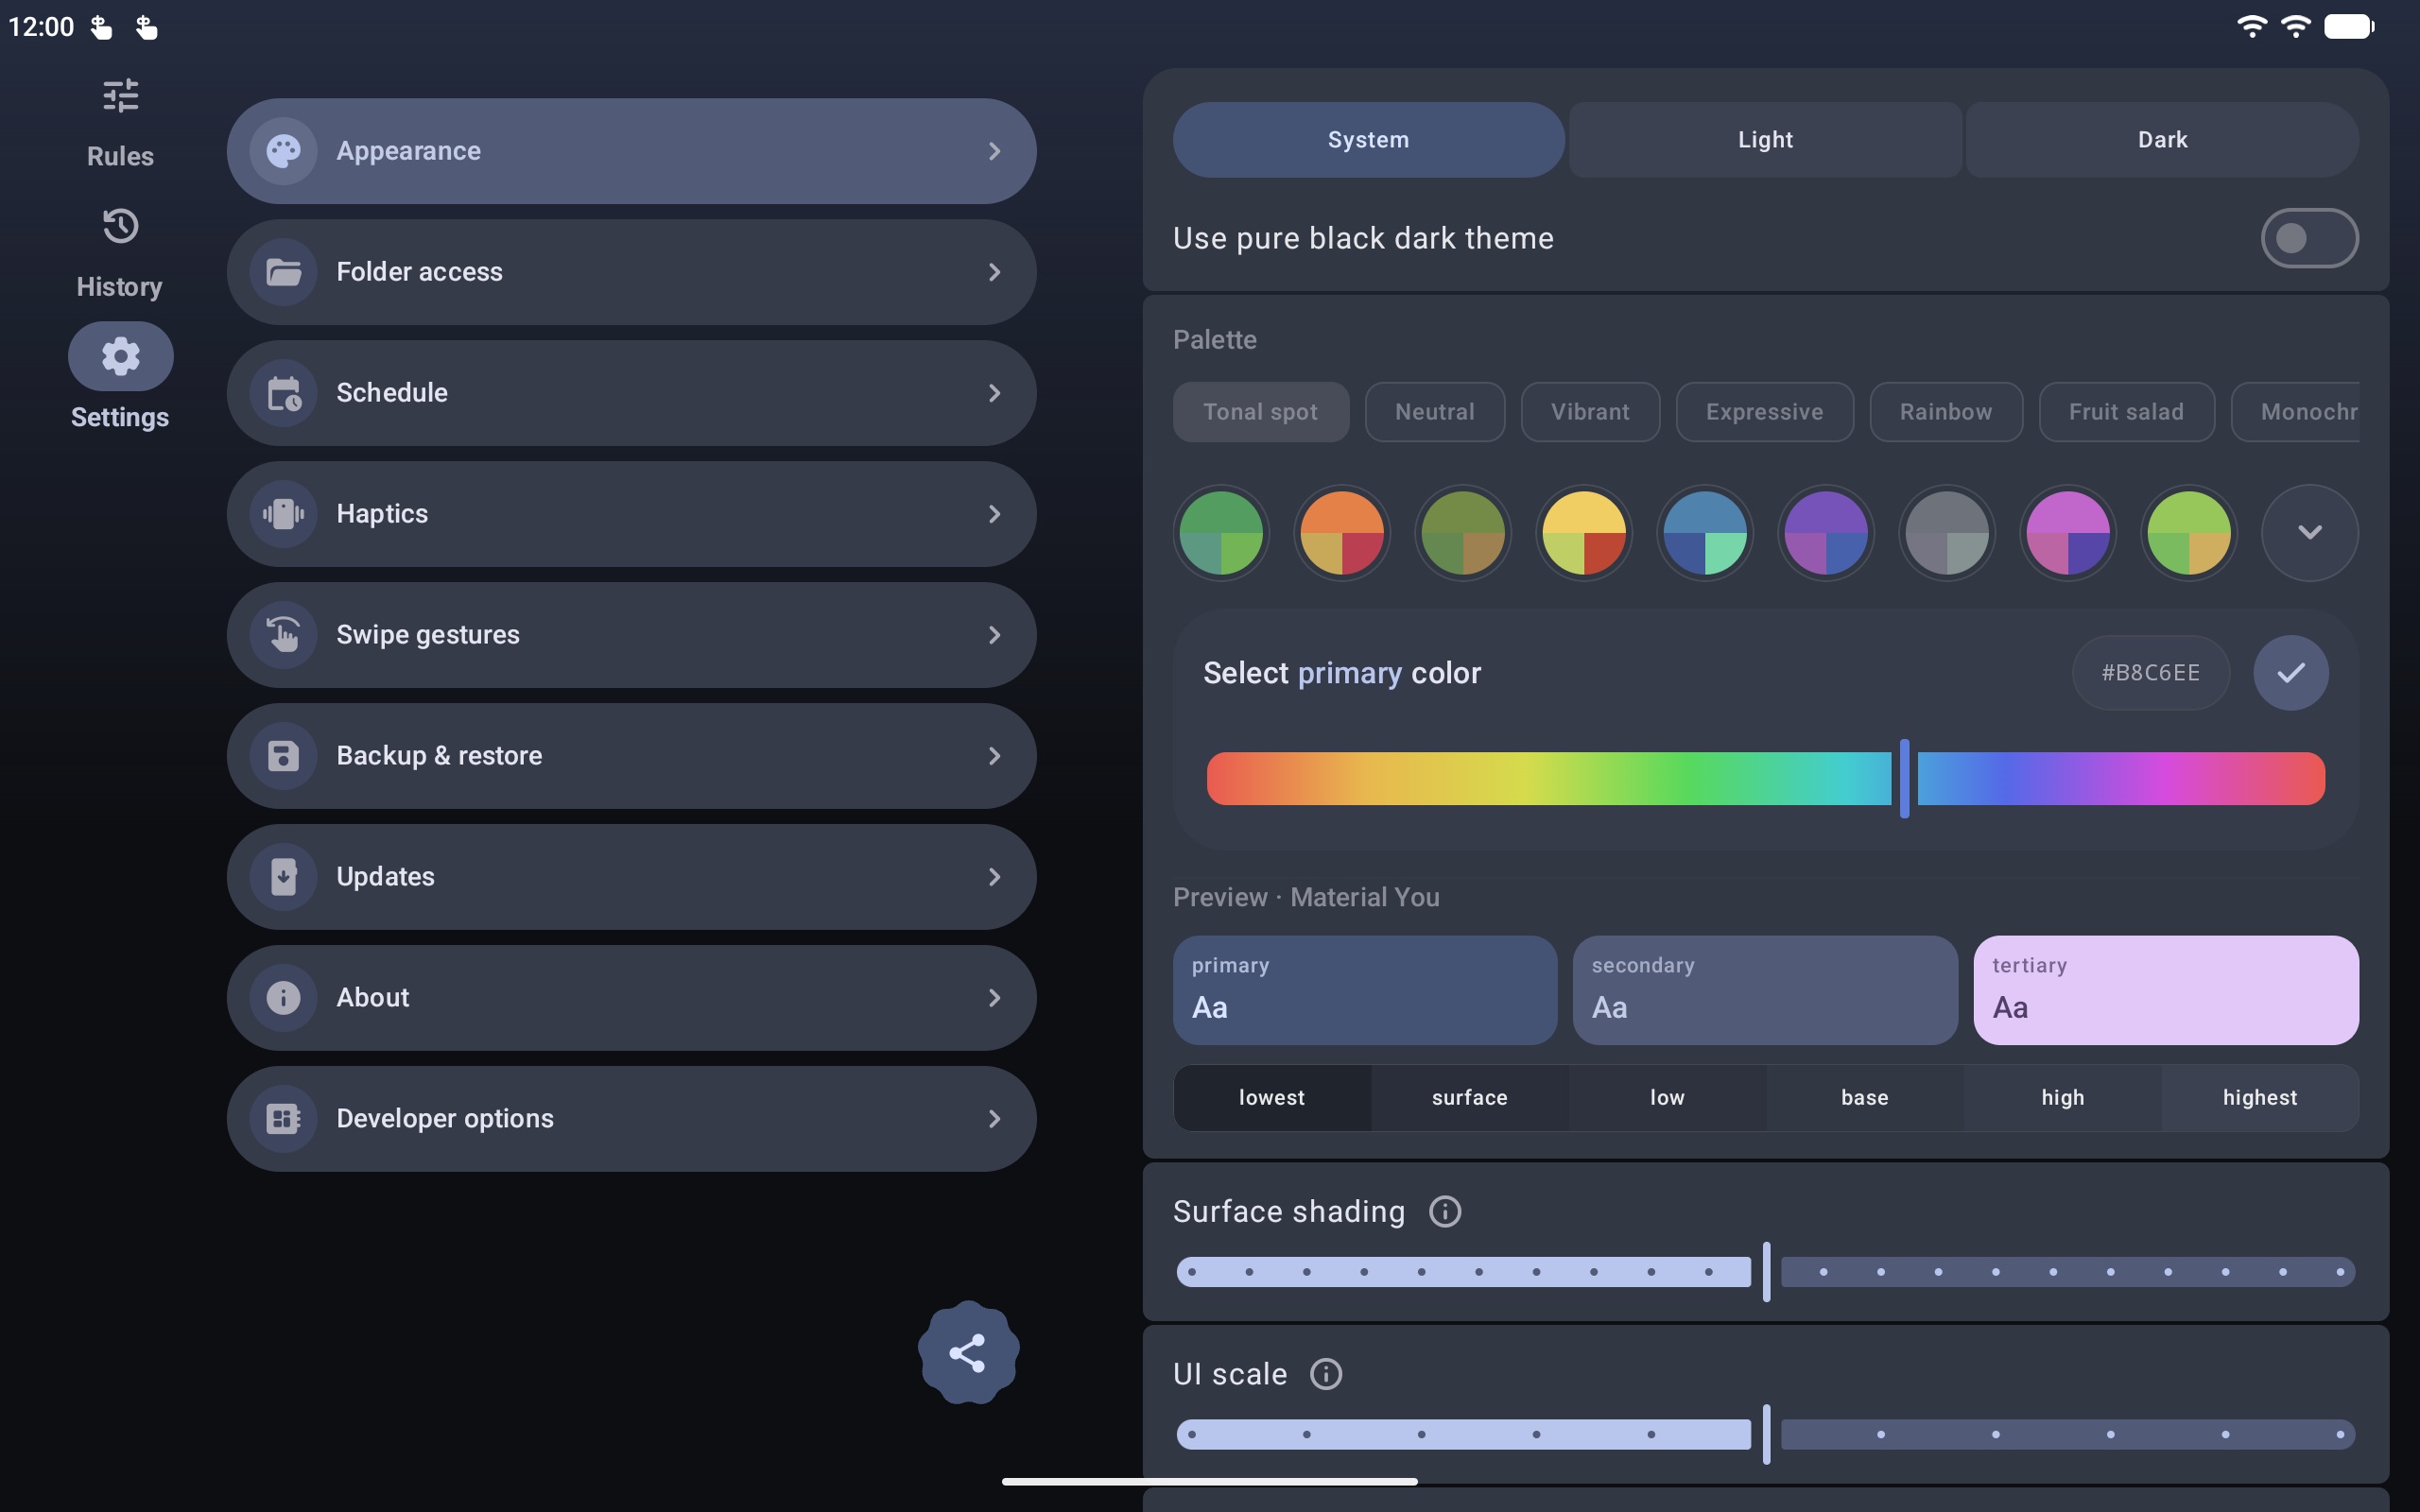 12:00
Rules
History
Settings
Appearance
Folder access
Schedule
Haptics
Swipe gestures
Backup & restore
Updates
About
Developer options
System
Light
Dark
Use pure black dark theme
Palette
Tonal spot
Neutral
Vibrant
Expressive
Rainbow
Fruit salad
Monochr
Select primary color
#B8C6EE
Preview · Material You
primary
Aa
secondary
Aa
tertiary
Aa
lowest
surface
low
base
high
highest
Surface shading
UI scale